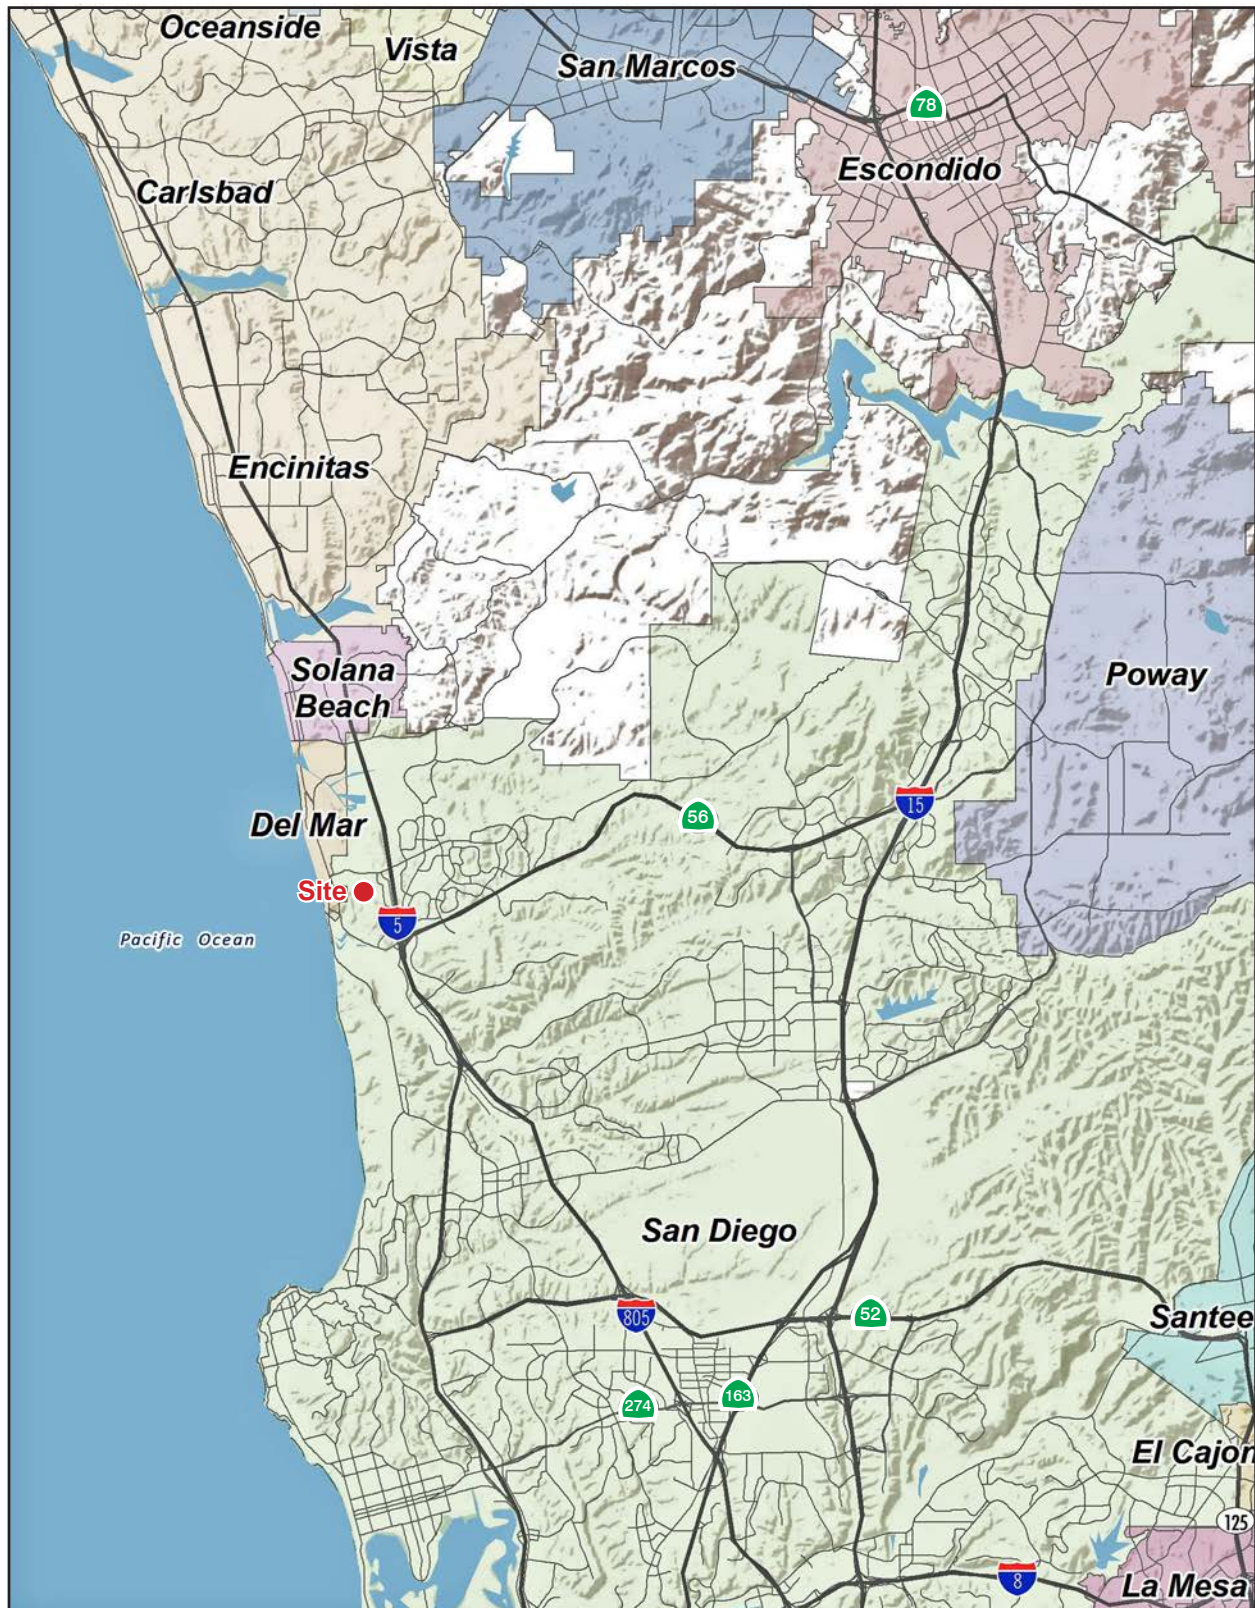 Oceanside
Vista
San Marcos
78
Escondido
Carlsbad
Encinitas
Solana
Beach
Poway
15
56
Del Mar
Site
5
Pacific Ocean
San Diego
805
52
Santee
163
274
El Cajon
125
8
La Mesa